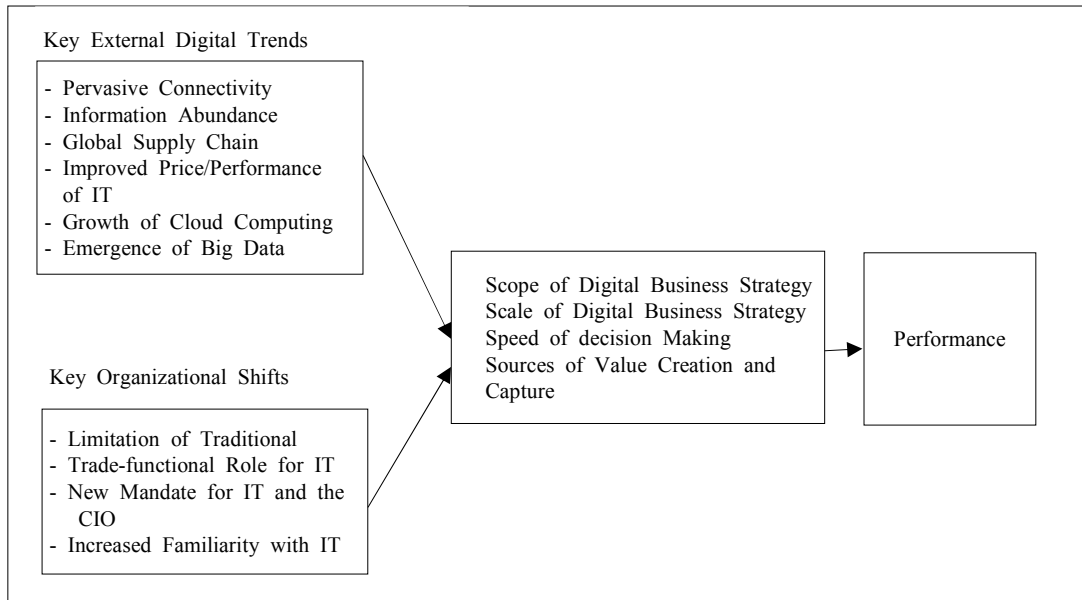 Key External Digital Trends
- Pervasive Connectivity
- Information Abundance
- Global Supply Chain
- Improved Price/Performance
of IT
- Growth of Cloud Computing
- Emergence of Big Data
Key Organizational Shifts
- Limitation of Traditional
- Trade-functional Role for IT
- New Mandate for IT and the
CIO
- Increased Familiarity with IT
Scope of Digital Business Strategy
Scale of Digital Business Strategy
Speed of decision Making
Sources of Value Creation and
Capture
Performance